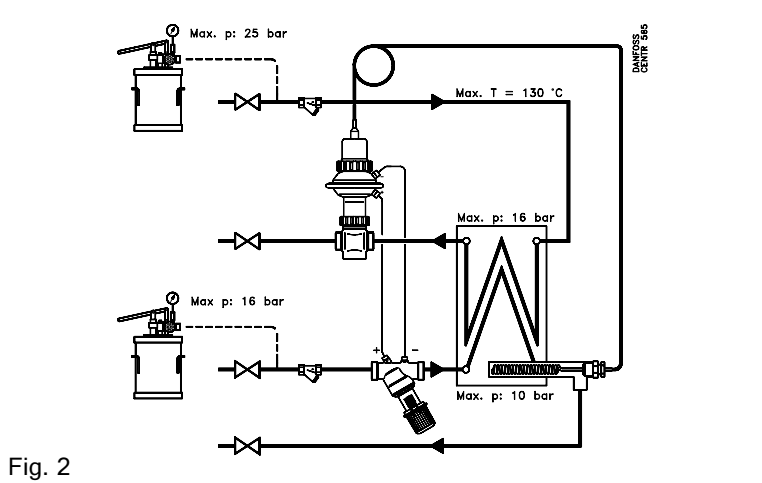 Max. p: 25 bar
DANFOSS
CENTR 585
Max. T = 130 °C
Max. p: 16 bar
Max p: 16 bar
+ −
Max. p: 10 bar
Fig. 2